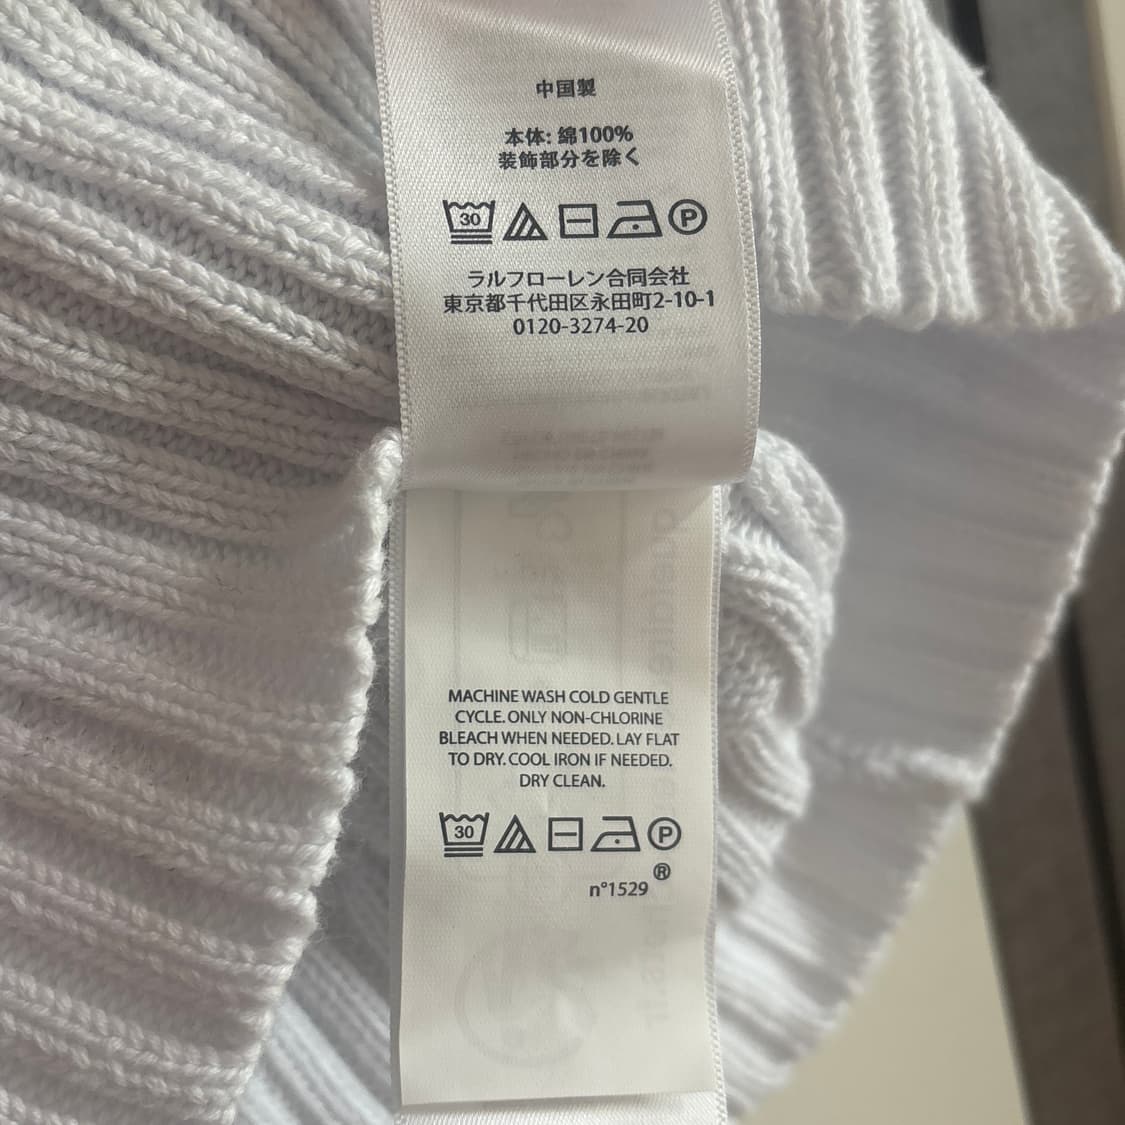 中国製
本体: 綿100%
装飾部分を除く
30
P
ラルフローレン合同会社
東京都千代田区永田町2-10-1
0120-3274-20
MACHINE WASH COLD GENTLE
CYCLE. ONLY NON-CHLORINE
BLEACH WHEN NEEDED. LAY FLAT
TO DRY. COOL IRON IF NEEDED.
DRY CLEAN.
30
P
®
n°1529